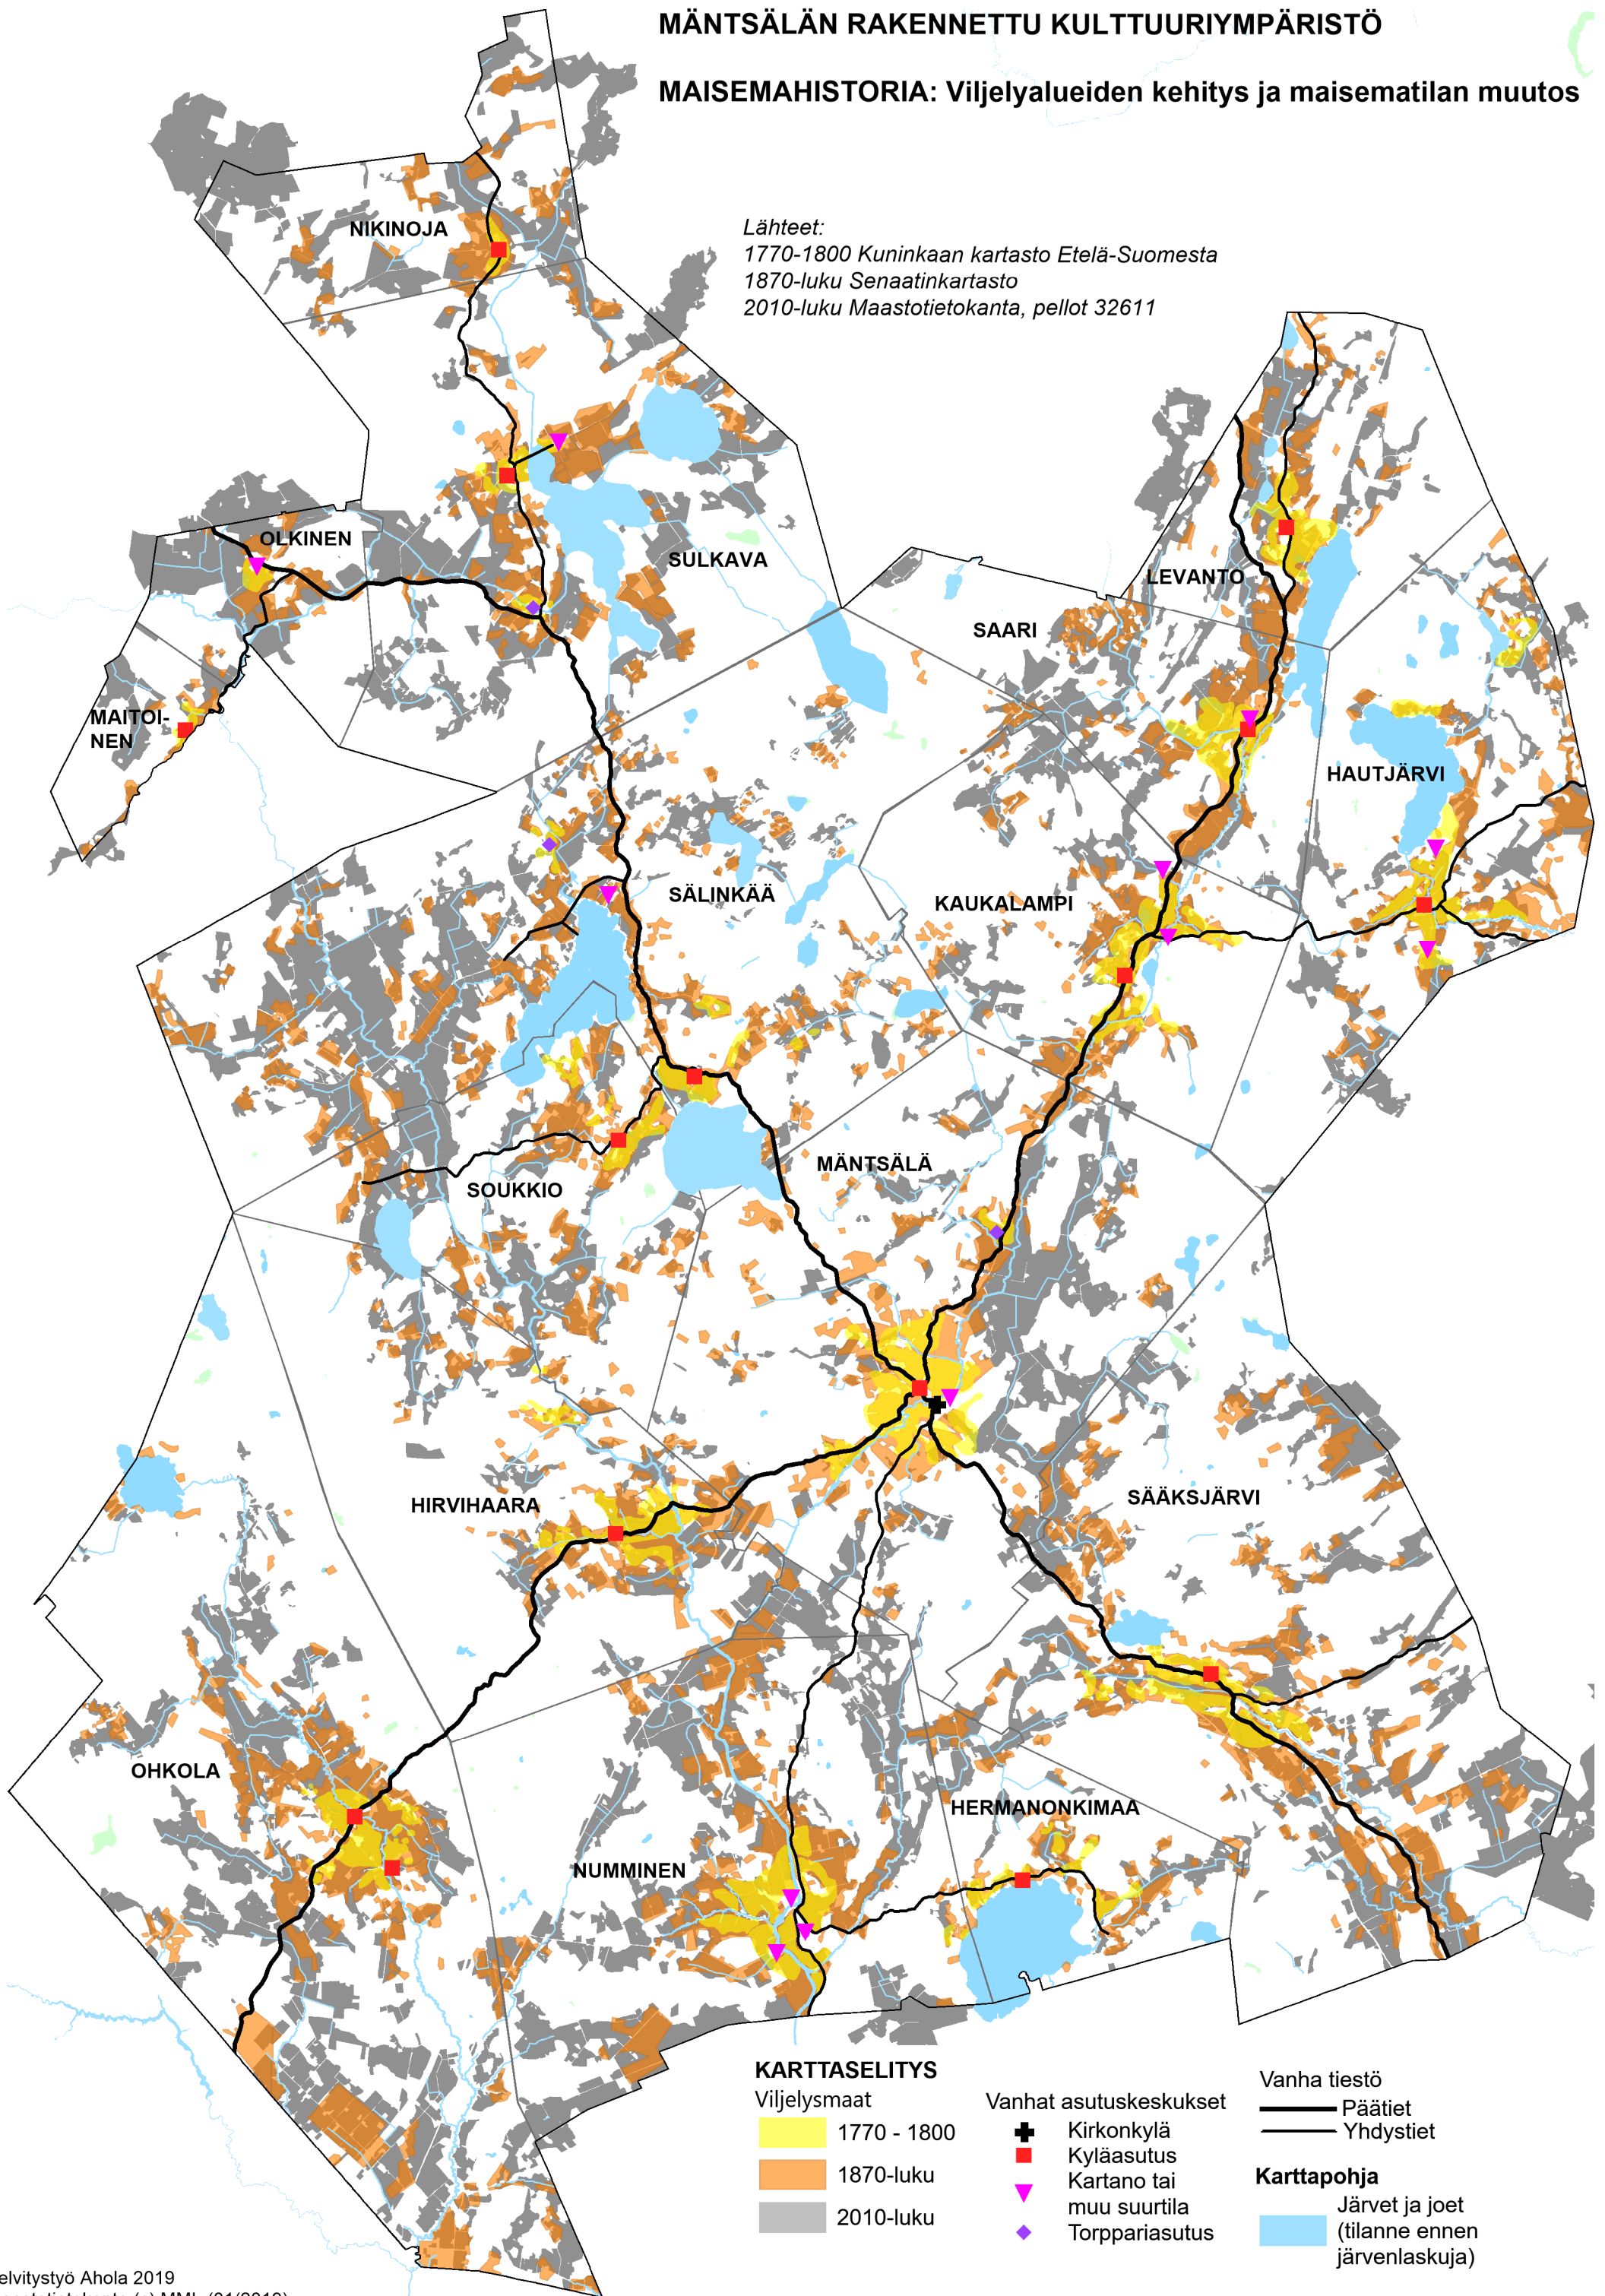 MÄNTSÄLÄN RAKENNETTU KULTTUURIYMPÄRISTÖ
MAISEMAHISTORIA: Viljelyalueiden kehitys ja maisematilan muutos
Lähteet:
1770-1800 Kuninkaan kartasto Etelä-Suomesta
1870-luku Senaatinkartasto
2010-luku Maastotietokanta, pellot 32611
NIKINOJA
OLKINEN
SULKAVA
LEVANTO
SAARI
MAITOI-
NEN
HAUTJÄRVI
SÄLINKÄÄ
KAUKALAMPI
MÄNTSÄLÄ
SOUKKIO
HIRVIHAARA
SÄÄKSJÄRVI
OHKOLA
HERMANONKIMAA
NUMMINEN
KARTTASELITYS
Viljelysmaat
1770 - 1800
1870-luku
2010-luku
Vanhat asutuskeskukset
Kirkonkylä
Kyläasutus
Kartano tai
muu suurtila
Torppariasutus
Vanha tiestö
Päätiet
Yhdystiet
Karttapohja
Järvet ja joet
(tilanne ennen
järvenlaskuja)
elvitystyö Ahola 2019